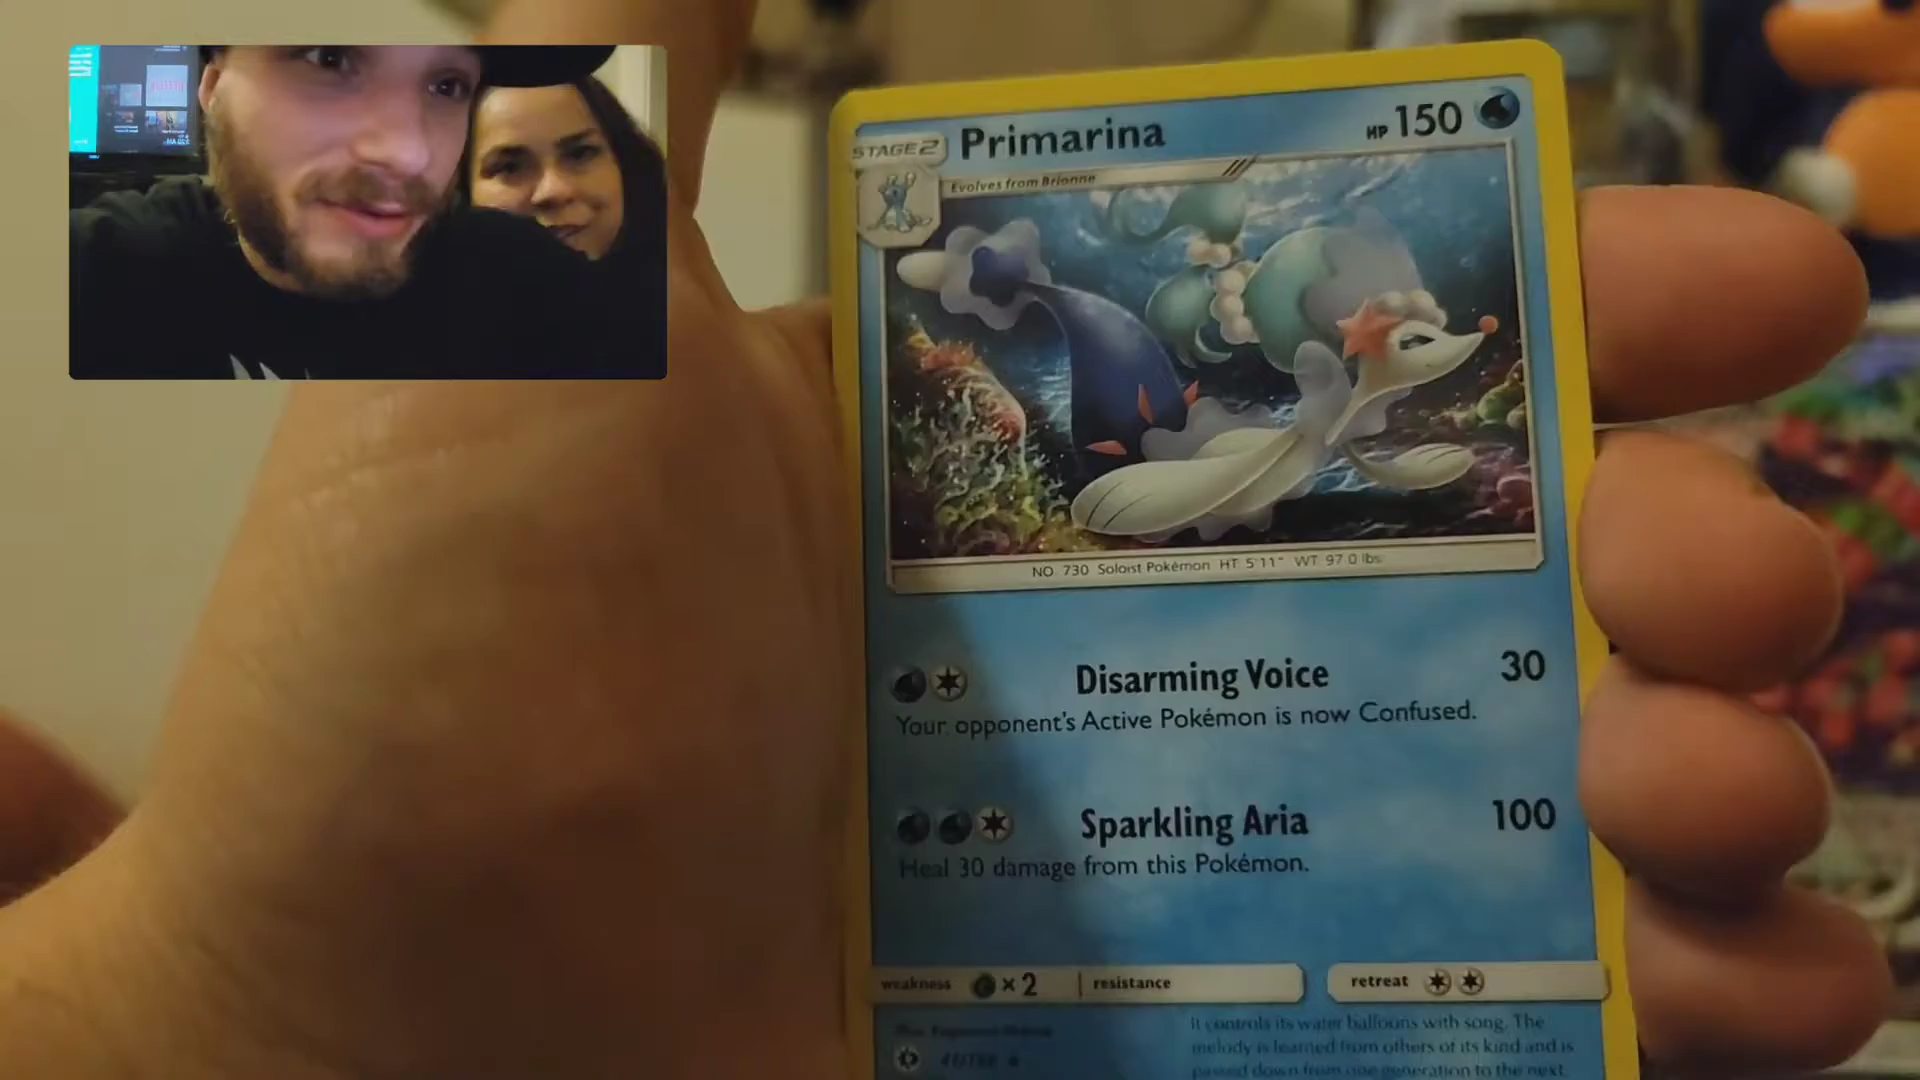 STAGE 2 Primarina HP 150
Evolves from Brionne
NO. 730 Soloist Pokémon HT 5'11" WT 97.0 lbs
Disarming Voice 30
Your opponent's Active Pokémon is now Confused.
Sparkling Aria 100
Heal 30 damage from this Pokémon.
weakness ×2 resistance retreat
It controls its water balloons with song. The
melody is learned from others of its kind and is
passed down from one generation to the next.